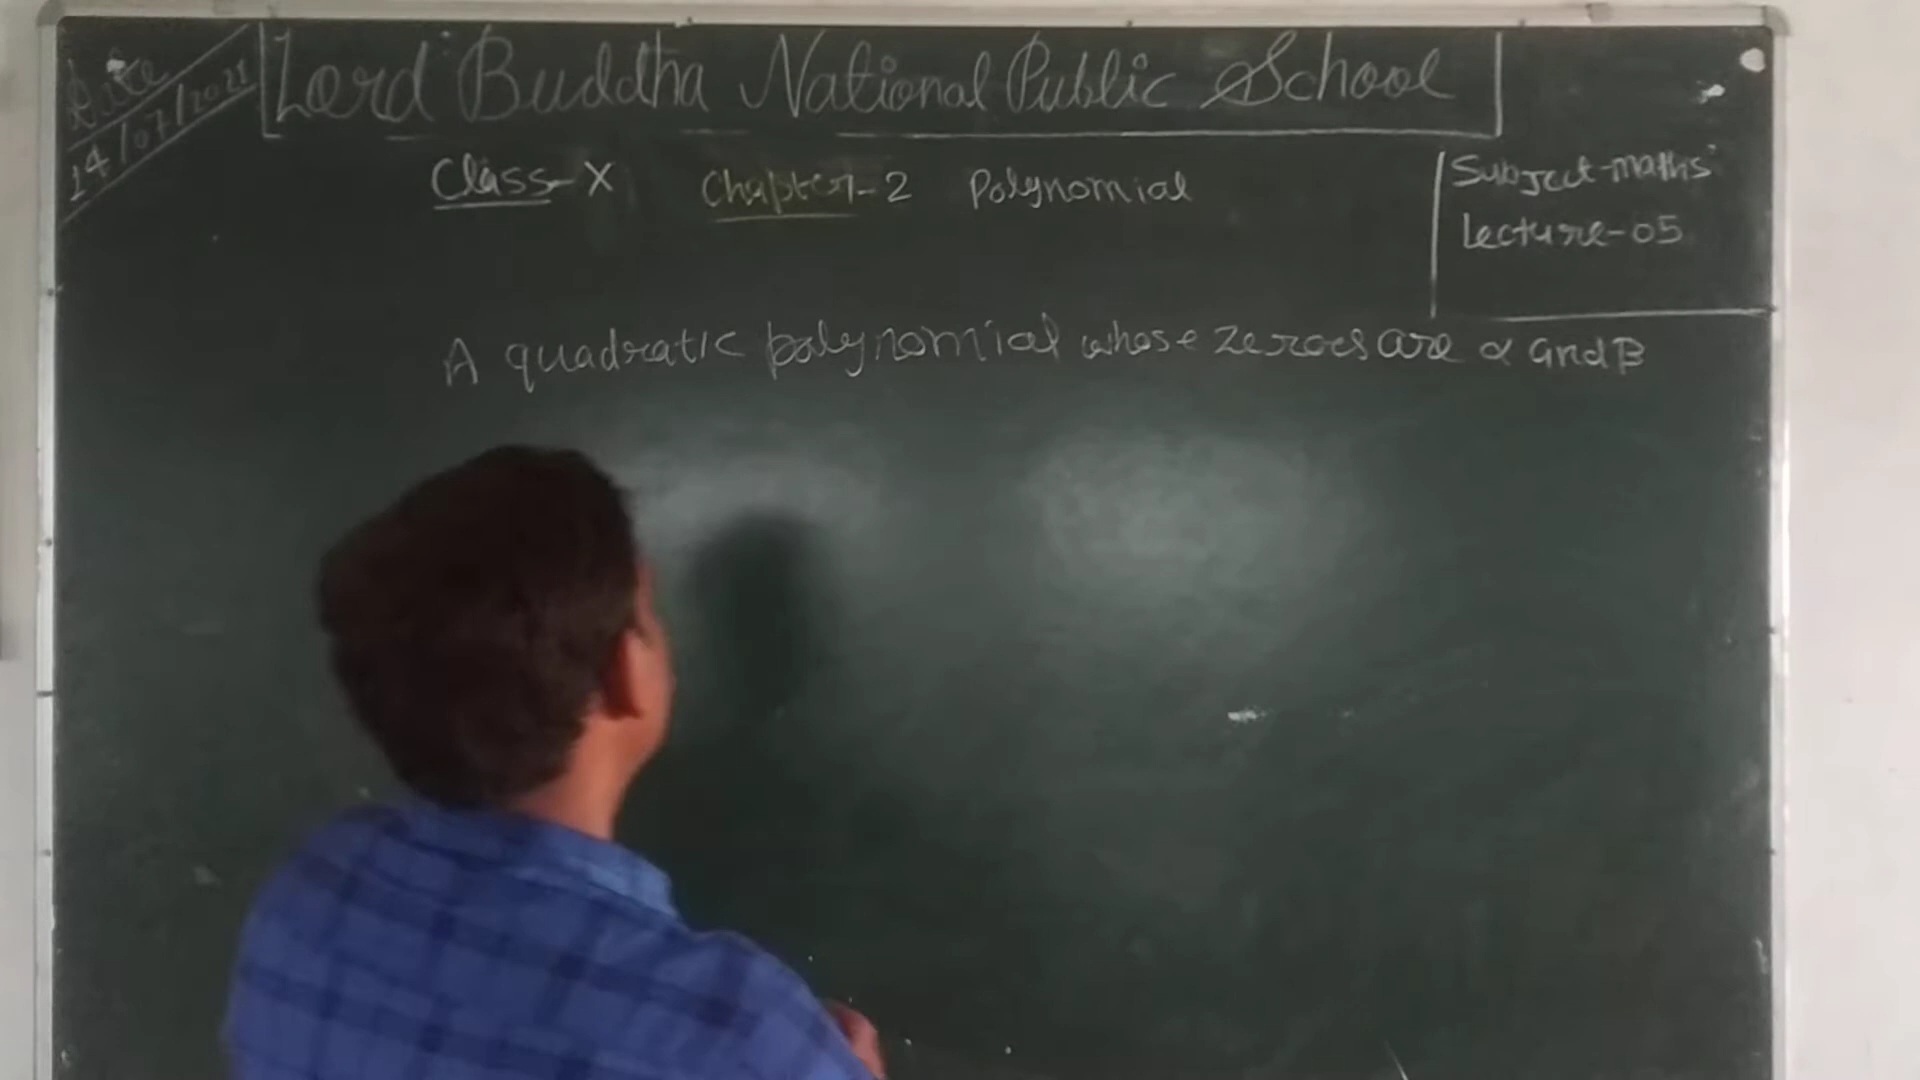 Date
14/07/2021
Lord Buddha National Public School
Class-X Chapter-2 Polynomial
Subject-maths
Lecture-05
A quadratic polynomial whose zeroes are α and β